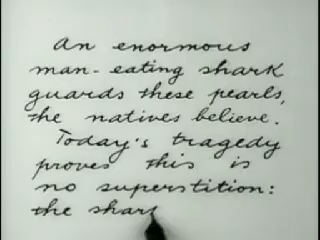 An enormous
man-eating shark
guards these pearls,
the natives believe.
Today's tragedy
proves this is
no superstition:
the shark